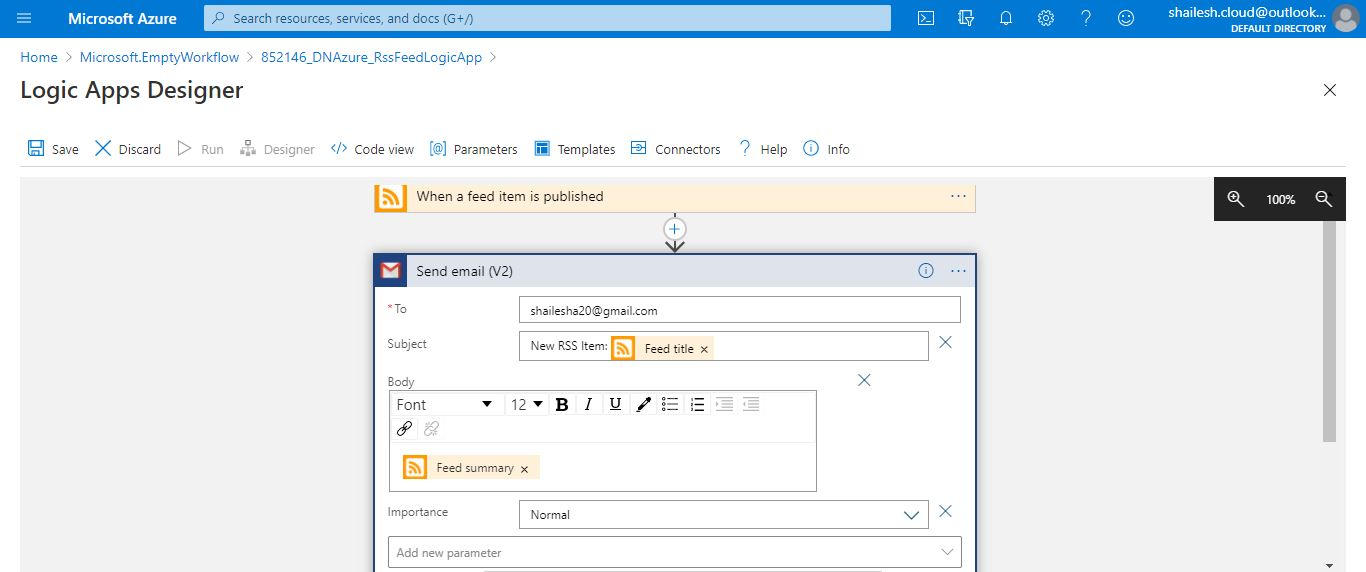 Microsoft Azure
Search resources, services, and docs (G+/)
shailesh.cloud@outlook...
DEFAULT DIRECTORY
Home > Microsoft.EmptyWorkflow > 852146_DNAzure_RssFeedLogicApp >
Logic Apps Designer
Save Discard Run Designer Code view Parameters Templates Connectors Help Info
When a feed item is published
100%
Send email (V2)
* To
shailesha20@gmail.com
Subject
New RSS Item: Feed title ×
Body
Font 12 B I U
Feed summary ×
Importance
Normal
Add new parameter